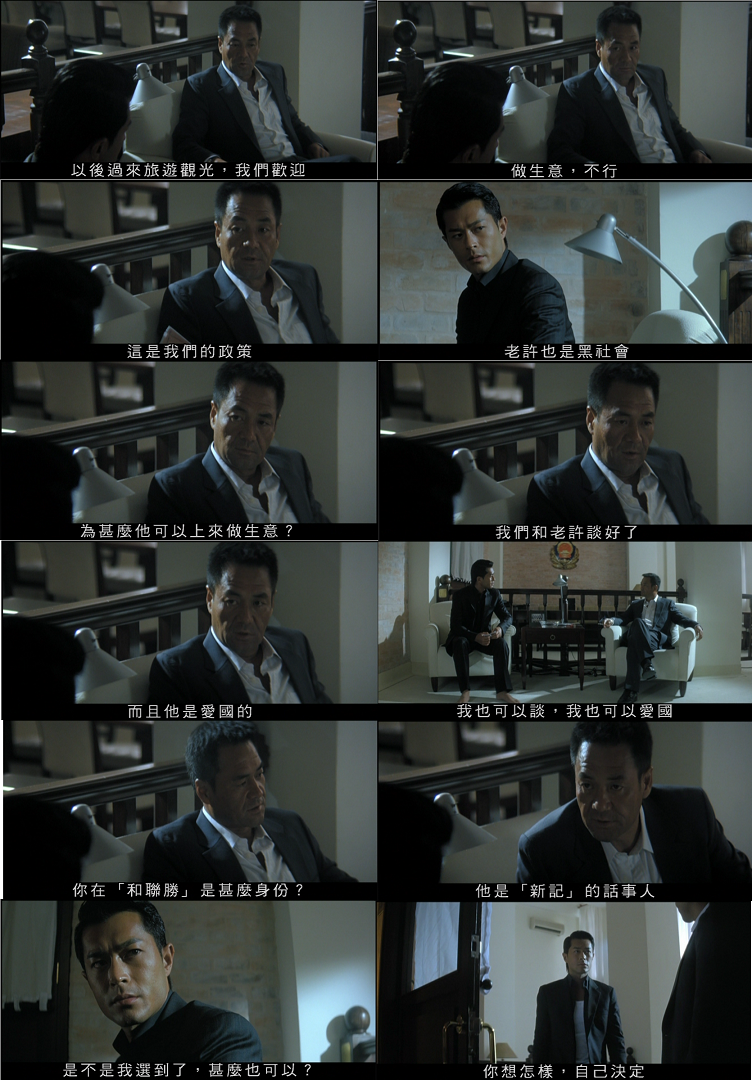 以後過來旅遊觀光，我們歡迎
做生意，不行
這是我們的政策
老許也是黑社會
為甚麼他可以上來做生意？
我們和老許談好了
而且他是愛國的
我也可以談，我也可以愛國
你在「和聯勝」是甚麼身份？
他是「新記」的話事人
是不是我選到了，甚麼也可以？
你想怎樣，自己決定